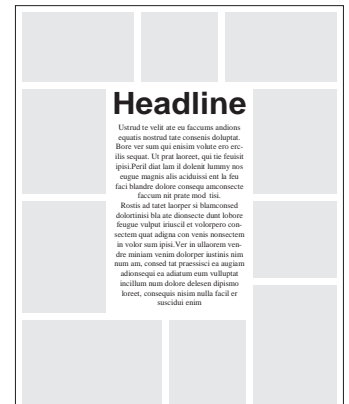 Headline
Ustrud te velit ate eu faccums andions
equatis nostrud tate consenis doluptat.
Bore ver sum qui enisim volute ero erc-
ilis sequat. Ut prat laoreet, qui tie feuisit
ipisi.Peril diat lam il dolenit lummy nos
eugue magnis alis aciduissi ent la feu
faci blandre dolore consequ amconsecte
faccum nit prate mod  tisi.
Rostis ad tatet laorper si blamconsed
dolortinisi bla ate dionsecte dunt lobore
feugue vulput iriuscil et volorpero con-
sectem quat adigna con venis nonsectem
in volor sum ipisi.Ver in ullaorem ven-
dre miniam venim dolorper iustinis nim
num am, consed tat praessisci ea augiam
adionsequi ea adiatum eum vulluptat
incillum num dolore delesen dipismo
loreet, consequis nisim nulla facil er
suscidui enim